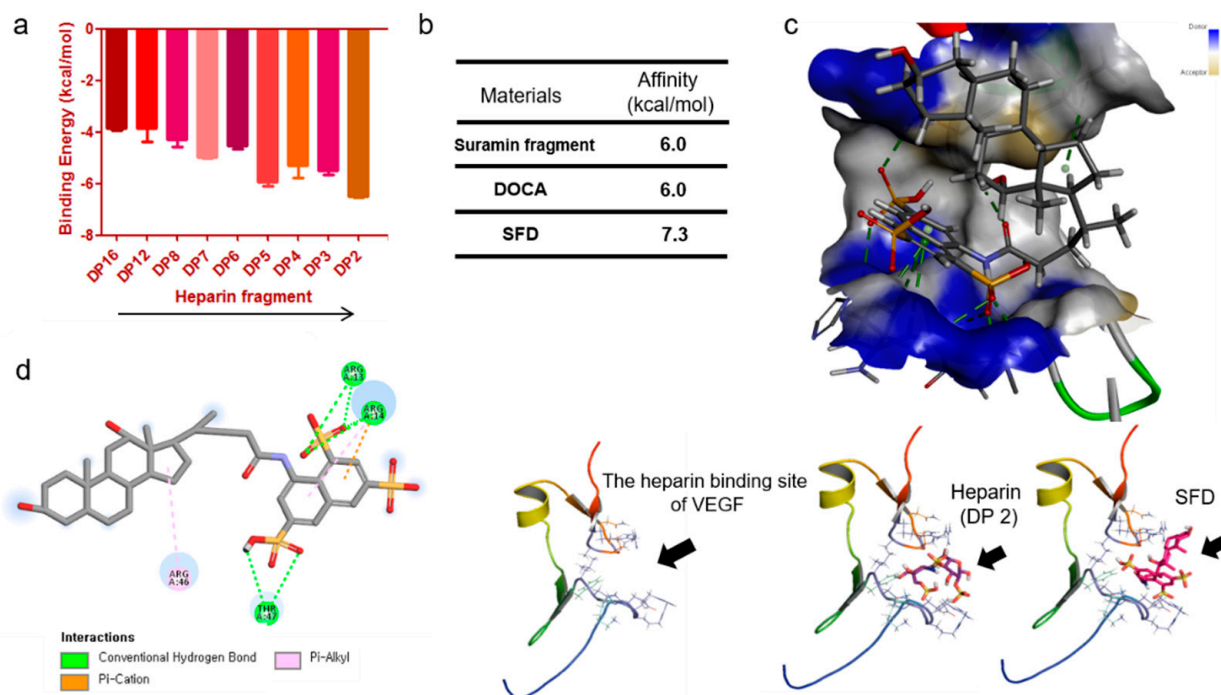 a
Binding Energy (kcal/mol)
0
-2
-4
-6
-8
DP16
DP12
DP8
DP7
DP6
DP5
DP4
DP3
DP2
Heparin fragment
b
Materials
Affinity
(kcal/mol)
Suramin fragment
6.0
DOCA
6.0
SFD
7.3
c
Donor
Acceptor
d
ARG
A:13
ARG
A:14
ARG
A:46
THR
A:47
Interactions
Conventional Hydrogen Bond
Pi-Cation
Pi-Alkyl
The heparin binding site
of VEGF
Heparin
(DP 2)
SFD